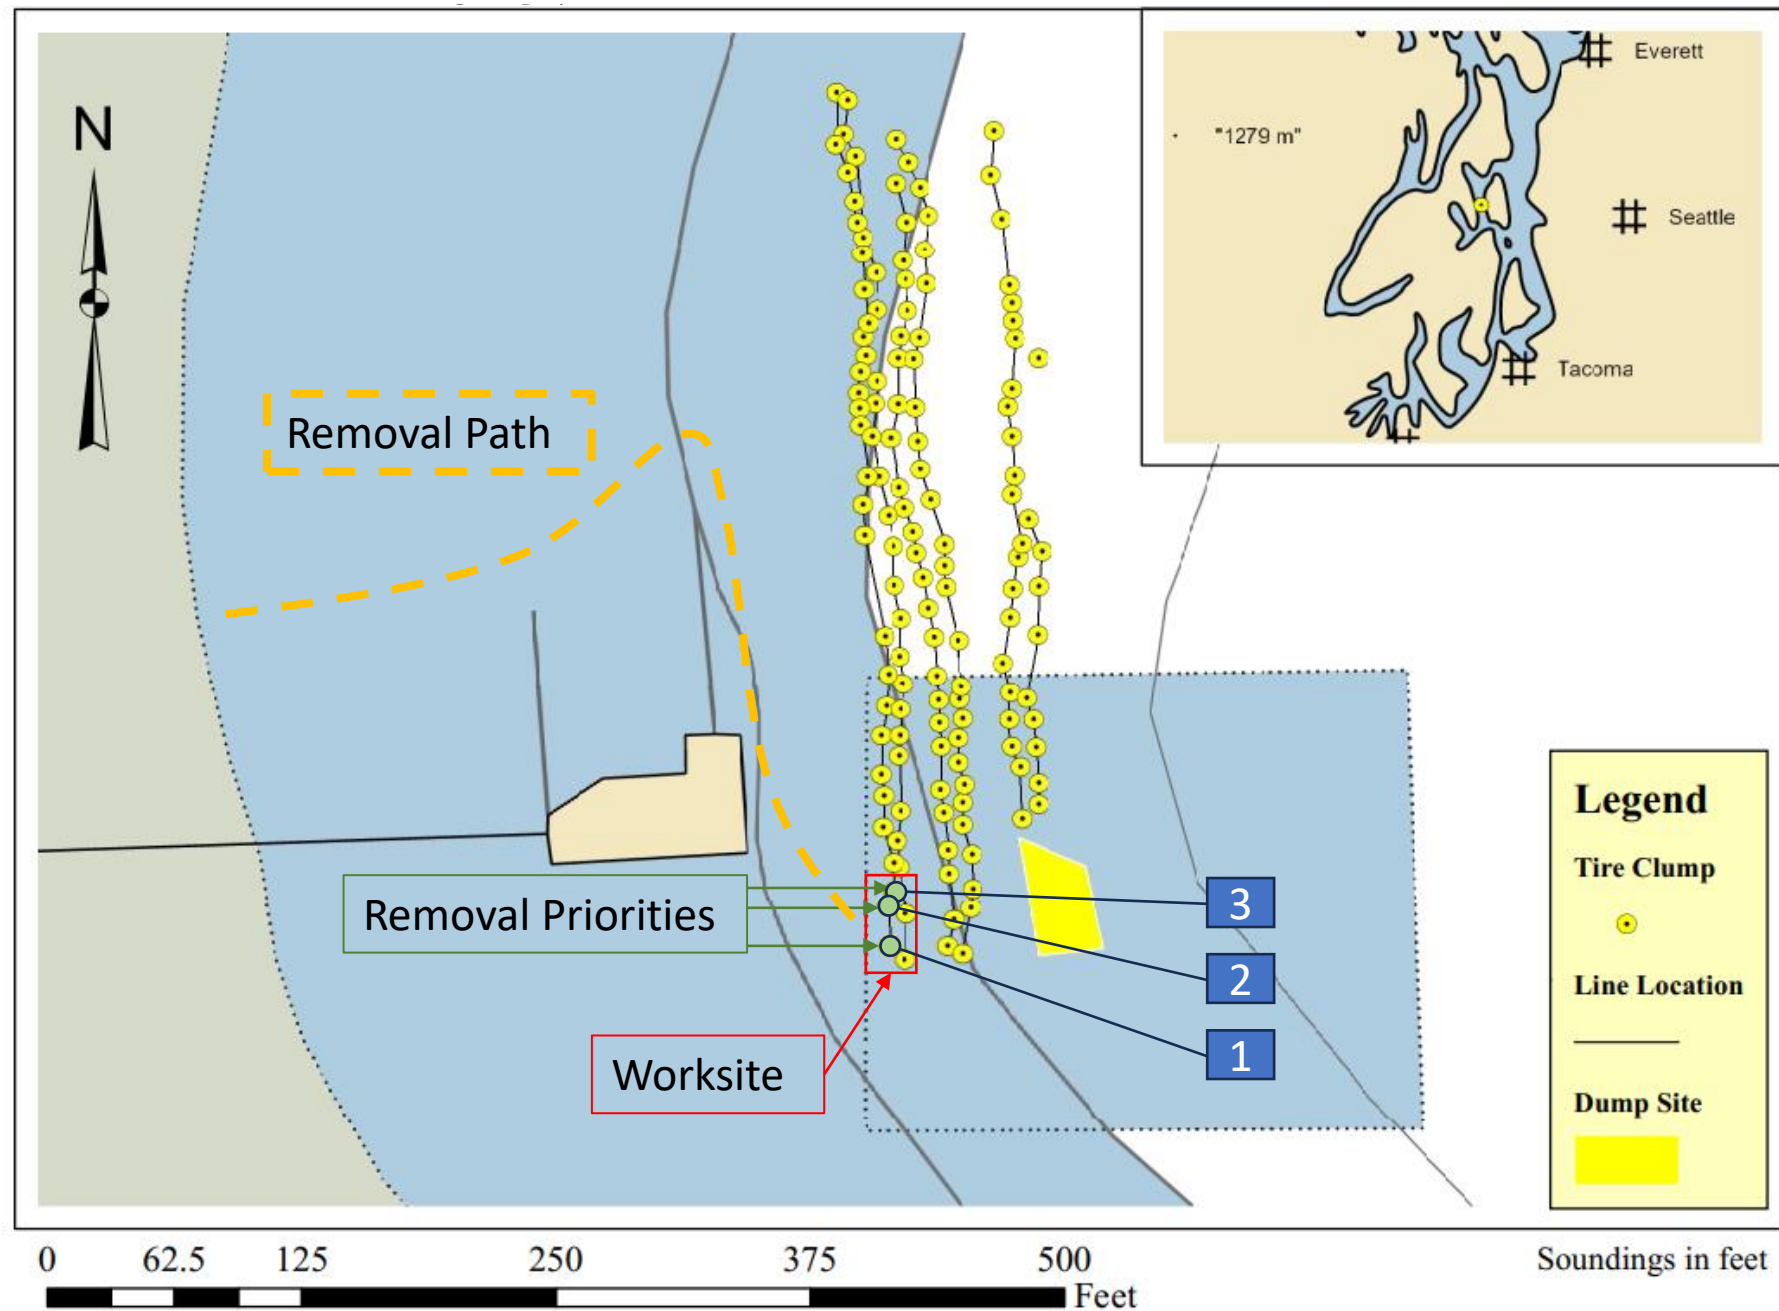 N
Everett
"1279 m"
Seattle
Tacoma
Removal Path
Removal Priorities
3
2
1
Worksite
Legend
Tire Clump
Line Location
Dump Site
0 62.5 125 250 375 500
Feet
Soundings in feet